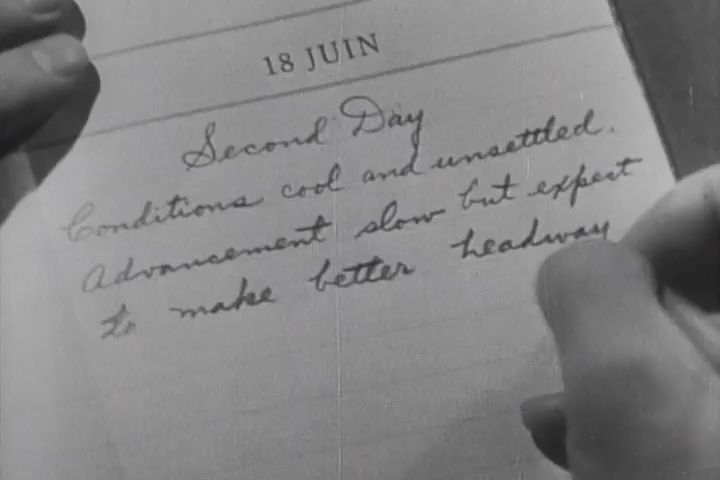 18 JUIN
Second Day
Conditions cool and unsettled.
Advancement slow but expect
to make better headway